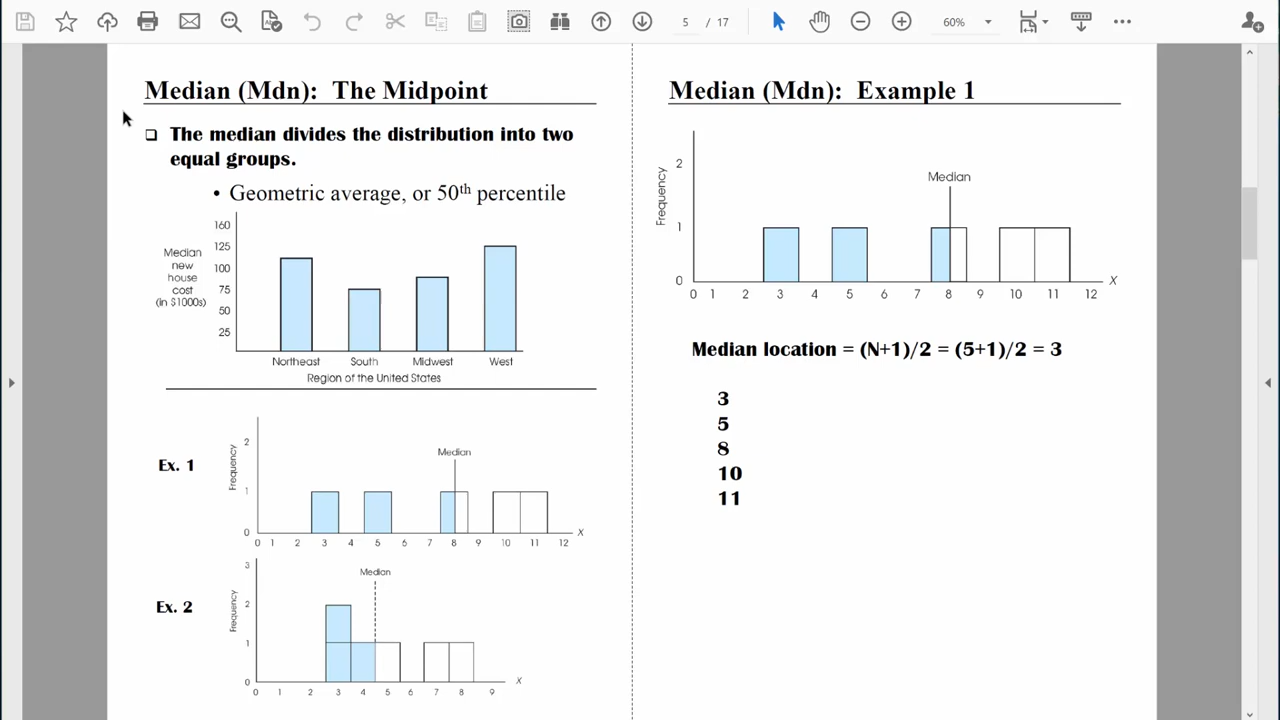 5 / 17
60%
Median (Mdn): The Midpoint
❑ The median divides the distribution into two
equal groups.
• Geometric average, or 50th percentile
Median
new
house
cost
(in $1000s)
160
125
100
75
50
25
Northeast South Midwest West
Region of the United States
Ex. 1
Frequency
2
1
0
Median
0 1 2 3 4 5 6 7 8 9 10 11 12 X
Ex. 2
Frequency
3
2
1
0
Median
0 1 2 3 4 5 6 7 8 9 X
Median (Mdn): Example 1
Frequency
2
1
0
Median
0 1 2 3 4 5 6 7 8 9 10 11 12 X
Median location = (N+1)/2 = (5+1)/2 = 3
3
5
8
10
11